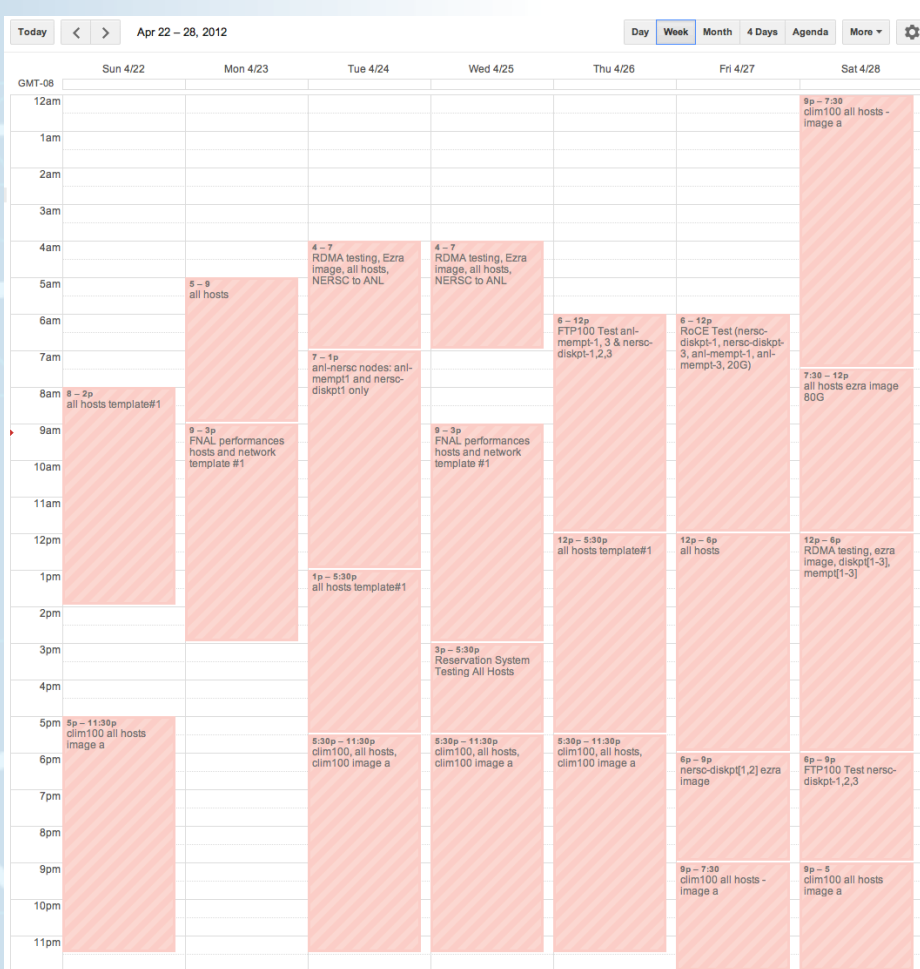 Today < > Apr 22 – 28, 2012 Day Week Month 4 Days Agenda More
Sun 4/22 Mon 4/23 Tue 4/24 Wed 4/25 Thu 4/26 Fri 4/27 Sat 4/28
GMT-08
12am
1am
2am
3am
4am
5am
6am
7am
8am
9am
10am
11am
12pm
1pm
2pm
3pm
4pm
5pm
6pm
7pm
8pm
9pm
10pm
11pm
8 – 2p
all hosts template#1
5p – 11:30p
clim100 all hosts
image a
5 – 9
all hosts
9 – 3p
FNAL performances
hosts and network
template #1
4 – 7
RDMA testing, Ezra
image, all hosts,
NERSC to ANL
7 – 1p
anl-nersc nodes: anl-
mempt1 and nersc-
diskpt1 only
1p – 5:30p
all hosts template#1
5:30p – 11:30p
clim100, all hosts,
clim100 image a
4 – 7
RDMA testing, Ezra
image, all hosts,
NERSC to ANL
9 – 3p
FNAL performances
hosts and network
template #1
3p – 5:30p
Reservation System
Testing All Hosts
5:30p – 11:30p
clim100, all hosts,
clim100 image a
6 – 12p
FTP100 Test anl-
mempt-1, 3 & nersc-
diskpt-1,2,3
12p – 5:30p
all hosts template#1
5:30p – 11:30p
clim100, all hosts,
clim100 image a
6 – 12p
RoCE Test (nersc-
diskpt-1, nersc-diskpt-
3, anl-mempt-1, anl-
mempt-3, 20G)
12p – 6p
all hosts
6p – 9p
nersc-diskpt[1,2] ezra
image
9p – 7:30
clim100 all hosts -
image a
9p – 7:30
clim100 all hosts -
image a
7:30 – 12p
all hosts ezra image
80G
12p – 6p
RDMA testing, ezra
image, diskpt[1-3],
mempt[1-3]
6p – 9p
FTP100 Test nersc-
diskpt-1,2,3
9p – 5
clim100 all hosts
image a